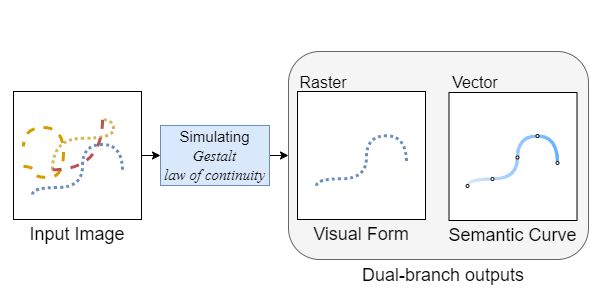 Raster
Vector
Simulating
Gestalt
law of continuity
Input Image
Visual Form
Semantic Curve
Dual-branch outputs